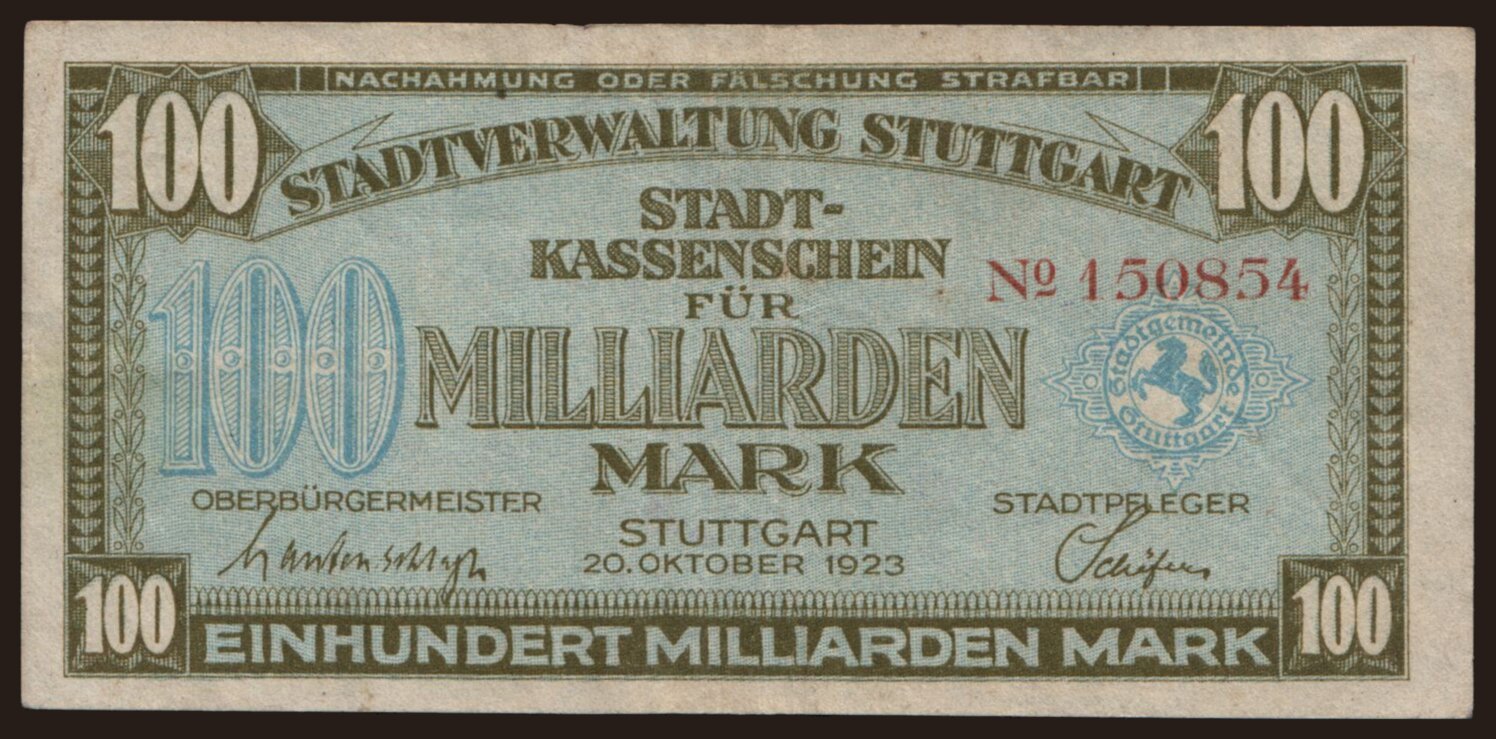 NACHAHMUNG ODER FÄLSCHUNG STRAFBAR
100
100
STADTVERWALTUNG STUTTGART
STADT-
KASSENSCHEIN
Nº 150854
FÜR
100 MILLIARDEN
Stadtgemeinde Stuttgart
MARK
OBERBÜRGERMEISTER
STADTPFLEGER
STUTTGART
20. OKTOBER 1923
Lautenschlager
100
EINHUNDERT MILLIARDEN MARK
100